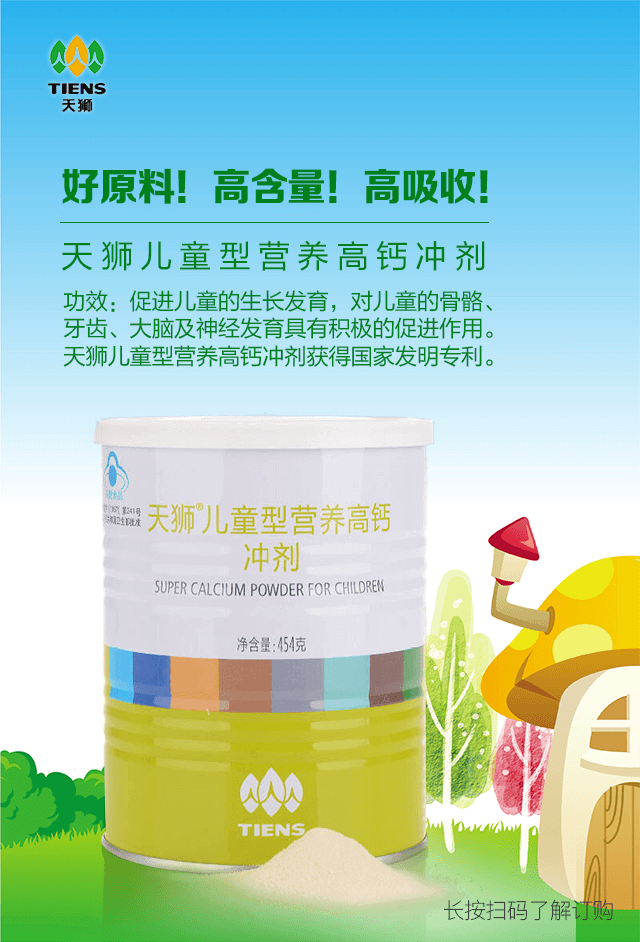 TIENS
天狮
好原料！高含量！高吸收！
天狮儿童型营养高钙冲剂
功效：促进儿童的生长发育，对儿童的骨骼、
牙齿、大脑及神经发育具有积极的促进作用。
天狮儿童型营养高钙冲剂获得国家发明专利。
天狮®儿童型营养高钙
冲剂
SUPER CALCIUM POWDER FOR CHILDREN
净含量:454克
TIENS
长按扫码了解订购